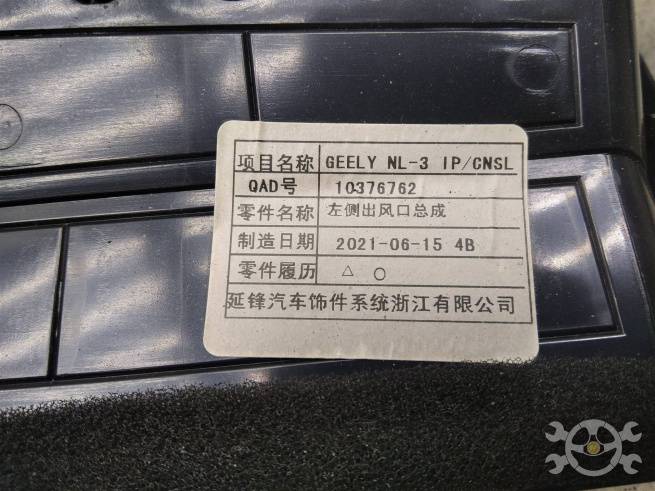 项目名称 GEELY NL-3 IP/CNSL
QAD号 10376762
零件名称 左侧出风口总成
制造日期 2021-06-15 4B
零件履历 △ ○
延锋汽车饰件系统浙江有限公司